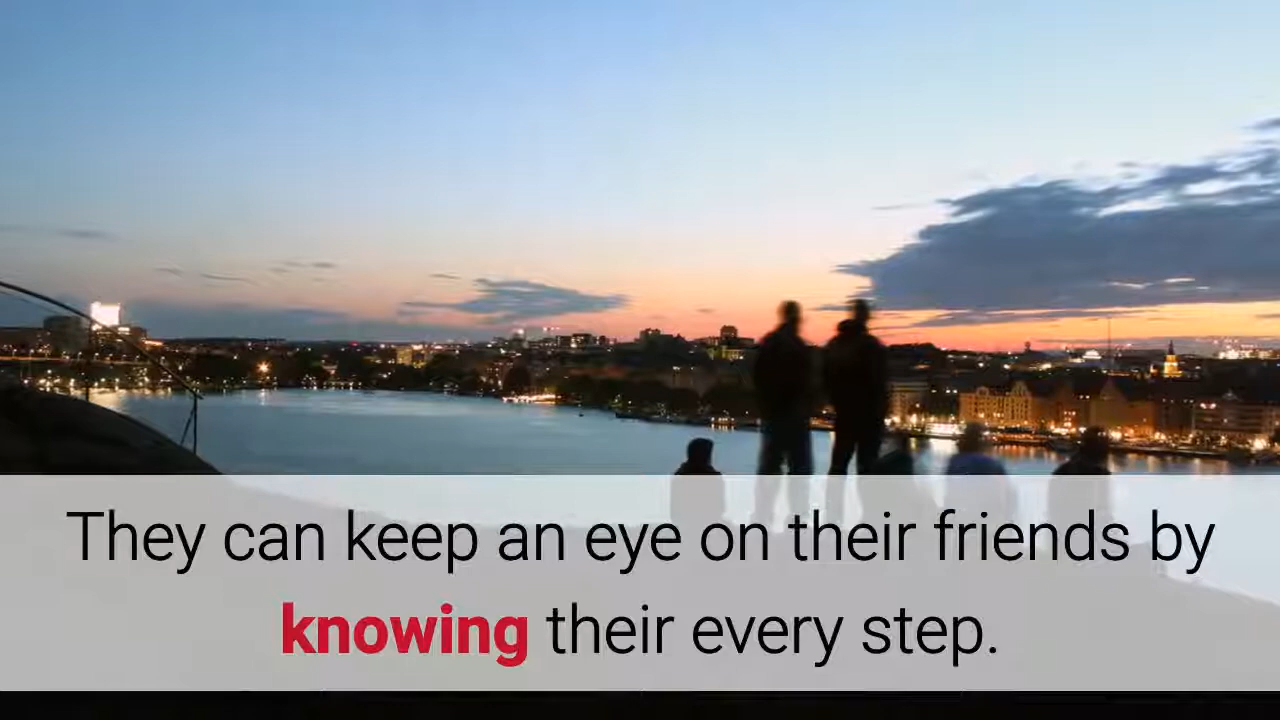 They can keep an eye on their friends by
knowing their every step.